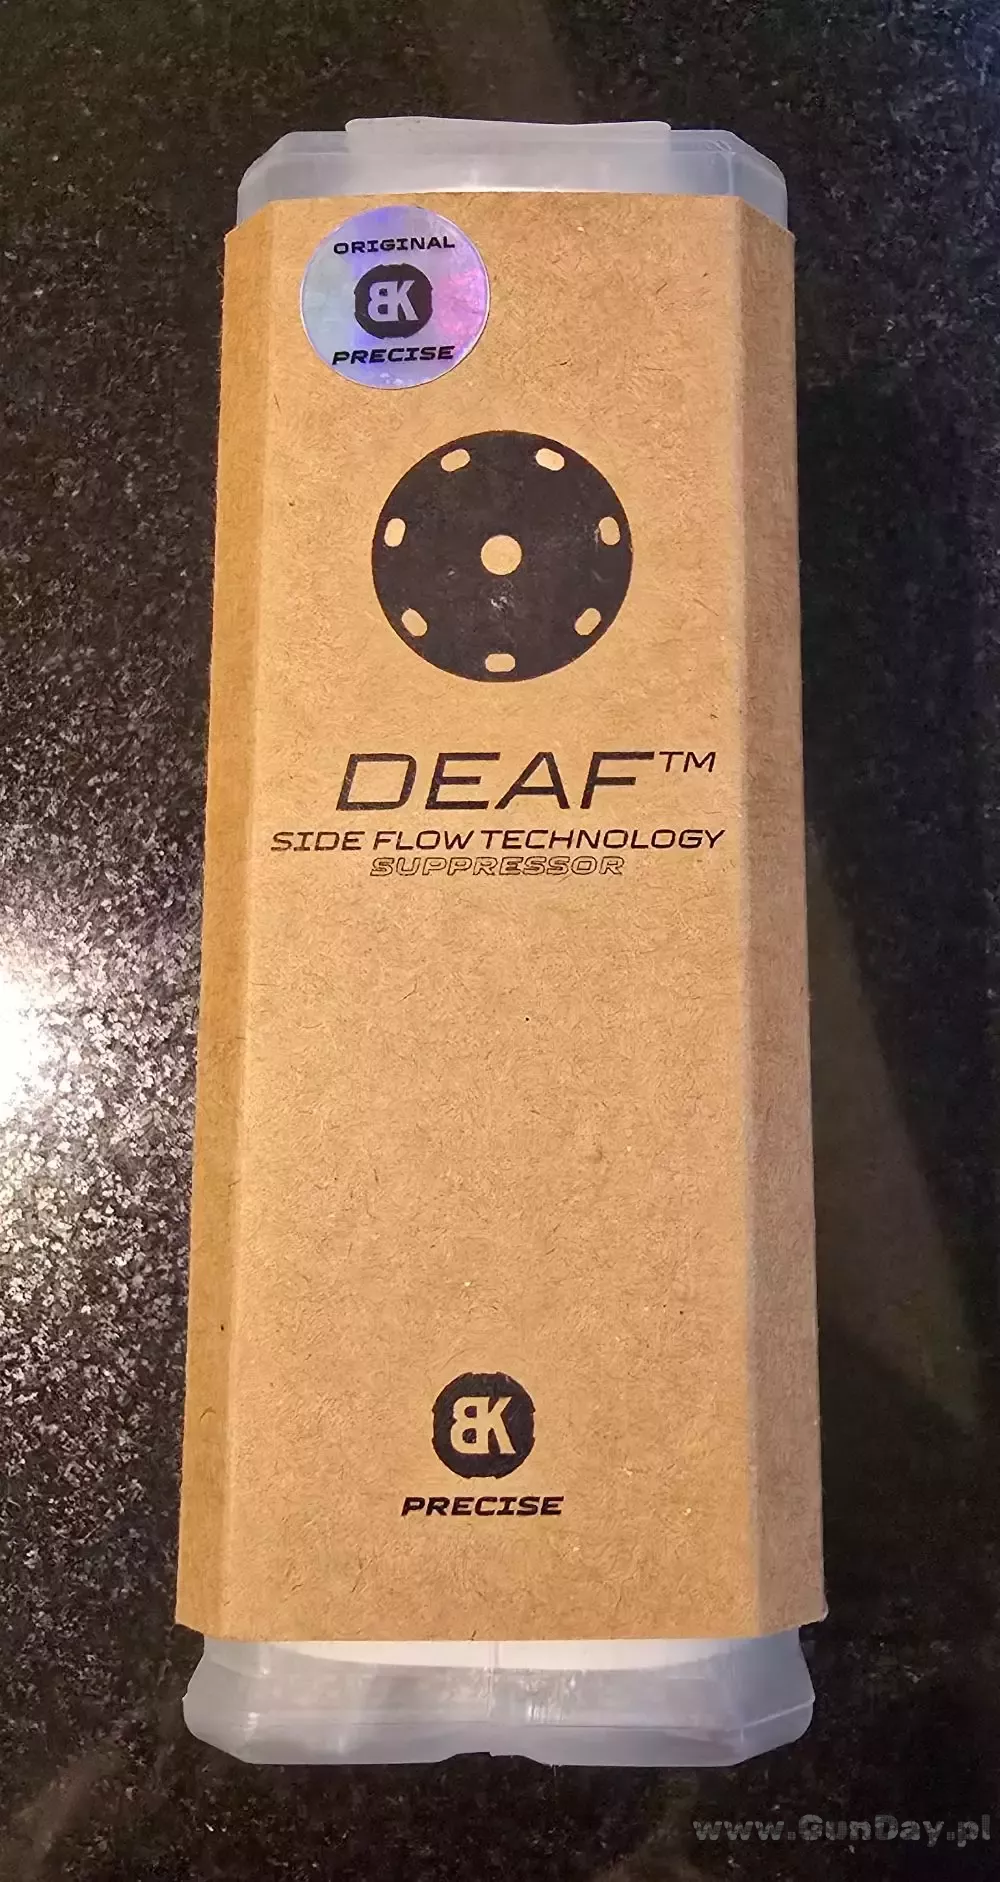 ORIGINAL
BK
PRECISE
DEAF™
SIDE FLOW TECHNOLOGY
SUPPRESSOR
BK
PRECISE
www.GunDay.pl